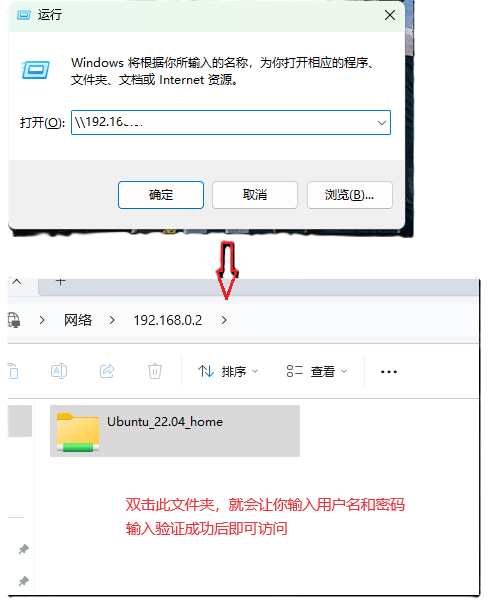 运行
Windows 将根据你所输入的名称，为你打开相应的程序、
文件夹、文档或 Internet 资源。
打开(O):
确定
取消
浏览(B)...
网络
192.168.0.2
排序
查看
Ubuntu_22.04_home
双击此文件夹，就会让你输入用户名和密码
输入验证成功后即可访问